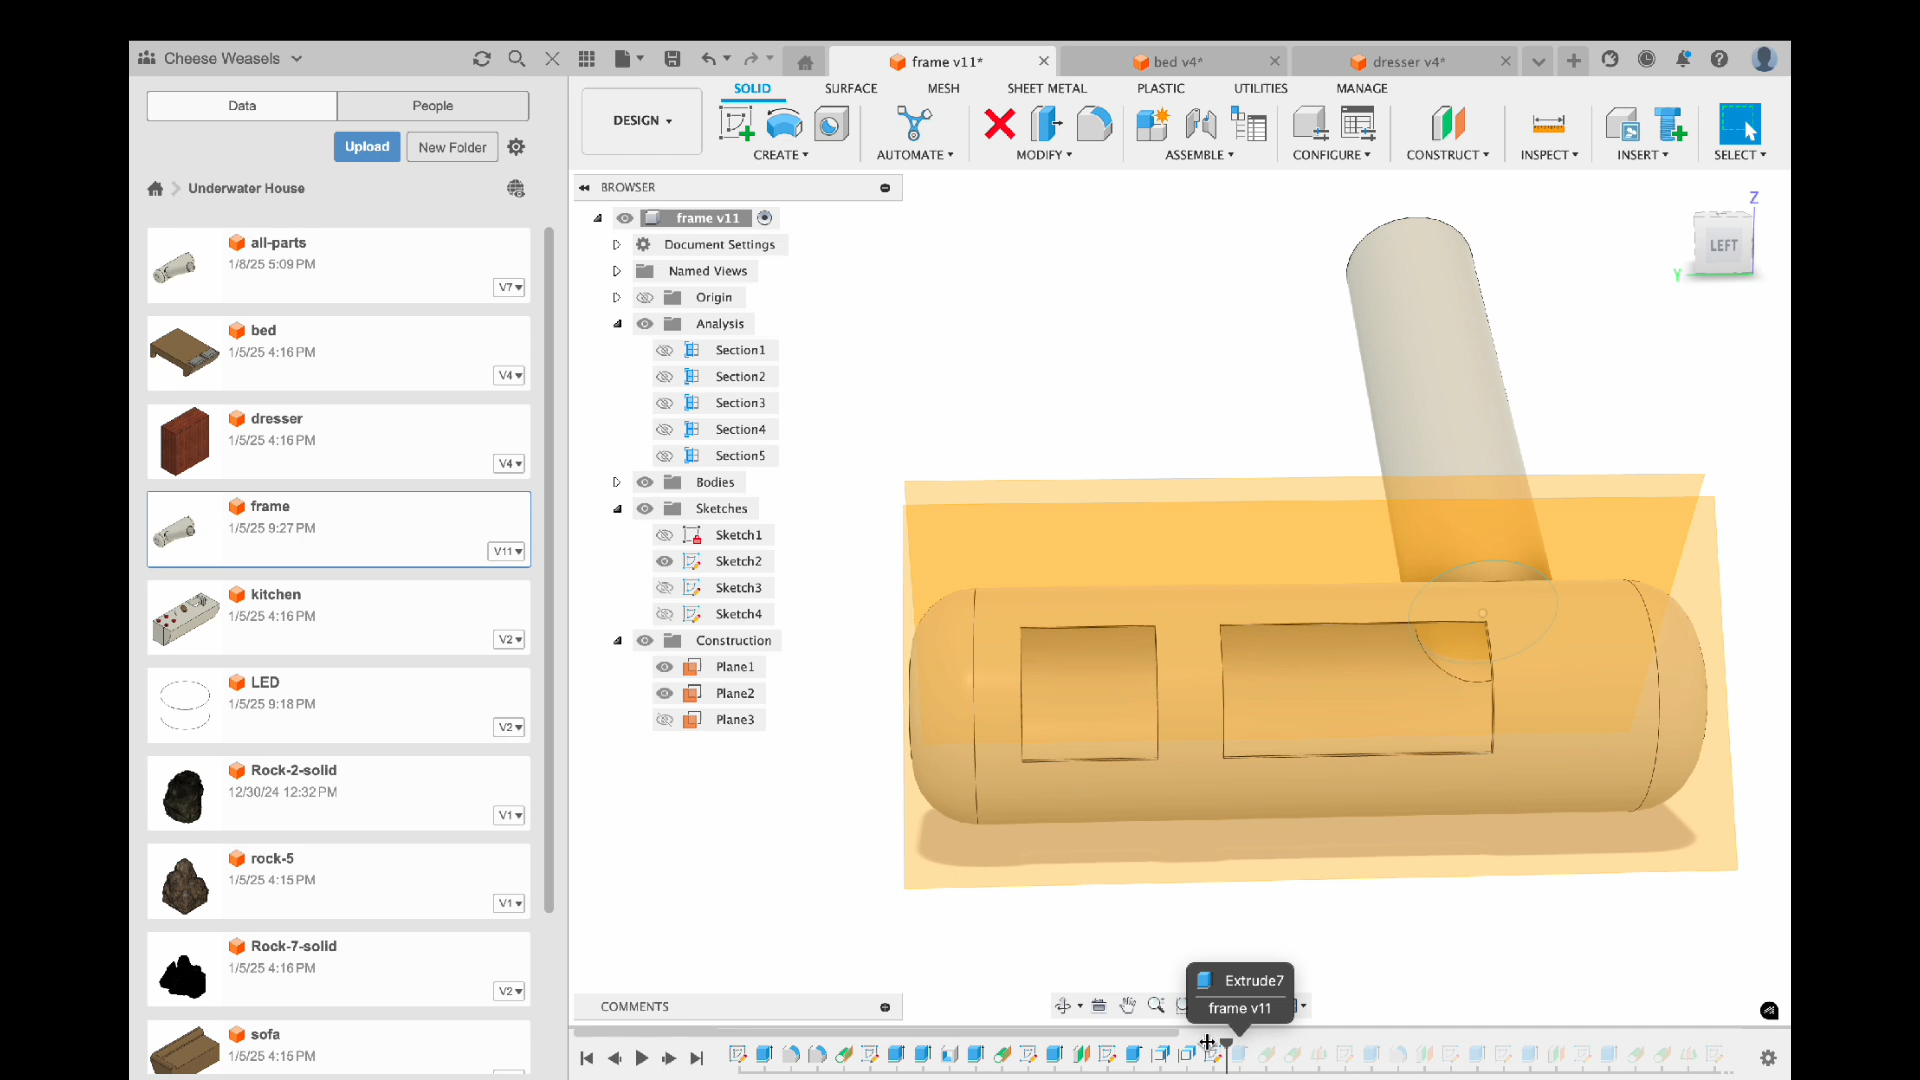 Cheese Weasels
frame v11*
bed v4*
dresser v4*
Data
People
Upload
New Folder
Underwater House
all-parts
1/8/25 5:09 PM
V7
bed
1/5/25 4:16 PM
V4
dresser
1/5/25 4:16 PM
V4
frame
1/5/25 9:27 PM
V11
kitchen
1/5/25 4:16 PM
V2
LED
1/5/25 9:18 PM
V2
Rock-2-solid
12/30/24 12:32 PM
V1
rock-5
1/5/25 4:15 PM
V1
Rock-7-solid
1/5/25 4:16 PM
V2
sofa
1/5/25 4:16 PM
DESIGN
SOLID
SURFACE
MESH
SHEET METAL
PLASTIC
UTILITIES
MANAGE
CREATE
AUTOMATE
MODIFY
ASSEMBLE
CONFIGURE
CONSTRUCT
INSPECT
INSERT
SELECT
BROWSER
frame v11
Document Settings
Named Views
Origin
Analysis
Section1
Section2
Section3
Section4
Section5
Bodies
Sketches
Sketch1
Sketch2
Sketch3
Sketch4
Construction
Plane1
Plane2
Plane3
Z
LEFT
Y
COMMENTS
Extrude7
frame v11